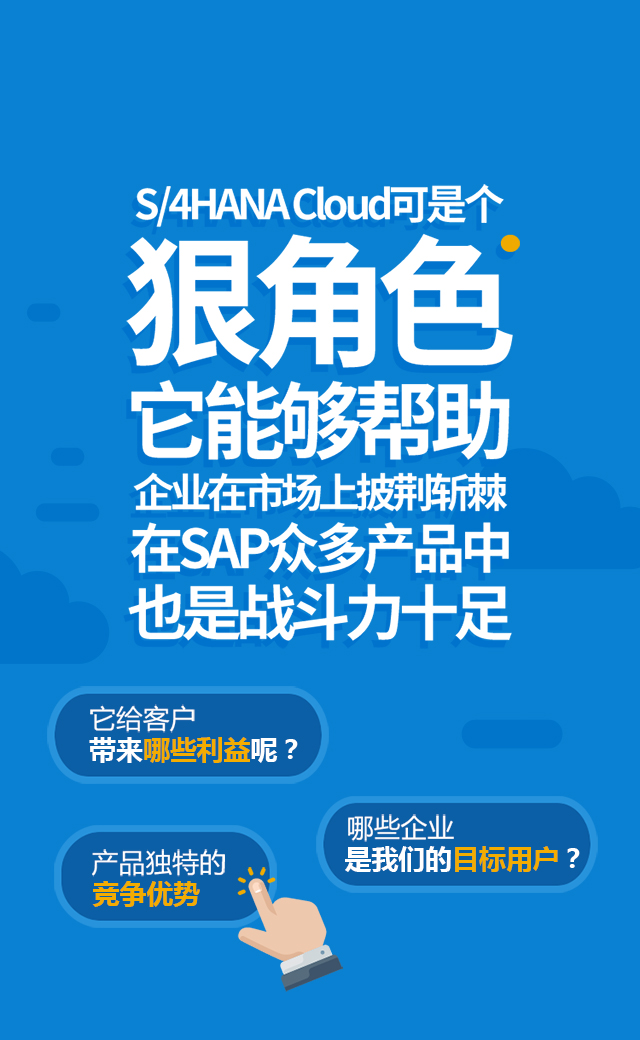 S/4HANA Cloud可是个
狠角色
它能够帮助
企业在市场上披荆斩棘
在SAP众多产品中
也是战斗力十足
它给客户
带来哪些利益呢？
哪些企业
是我们的目标用户？
产品独特的
竞争优势